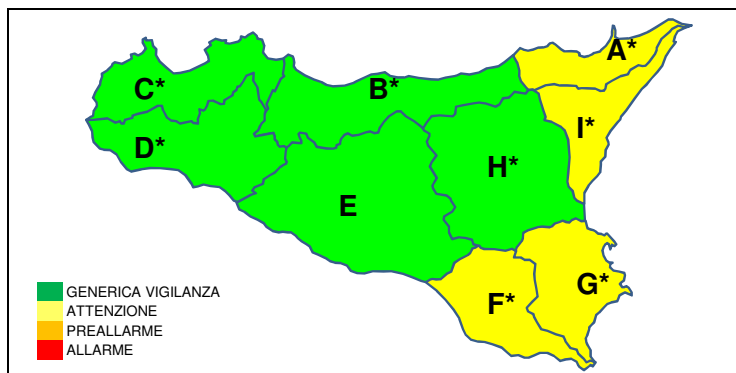 A*
C*
B*
I*
D*
H*
E
G*
F*
GENERICA VIGILANZA
ATTENZIONE
PREALLARME
ALLARME